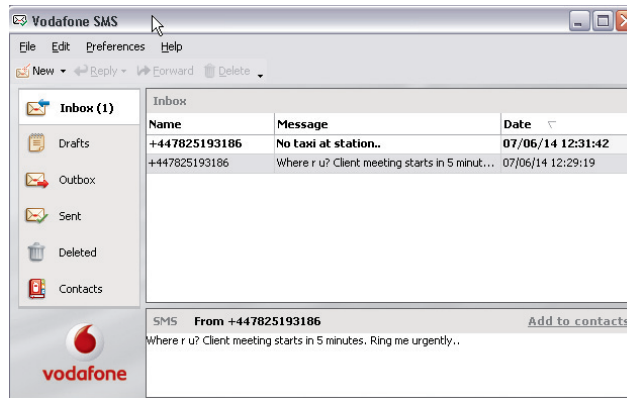 Vodafone SMS
File Edit Preferences Help
New Reply Forward Delete
Inbox (1)
Drafts
Outbox
Sent
Deleted
Contacts
vodafone
Inbox
Name Message Date
+447825193186 No taxi at station.. 07/06/14 12:31:42
+447825193186 Where r u? Client meeting starts in 5 minut... 07/06/14 12:29:19
SMS From +447825193186 Add to contacts
Where r u? Client meeting starts in 5 minutes. Ring me urgently..